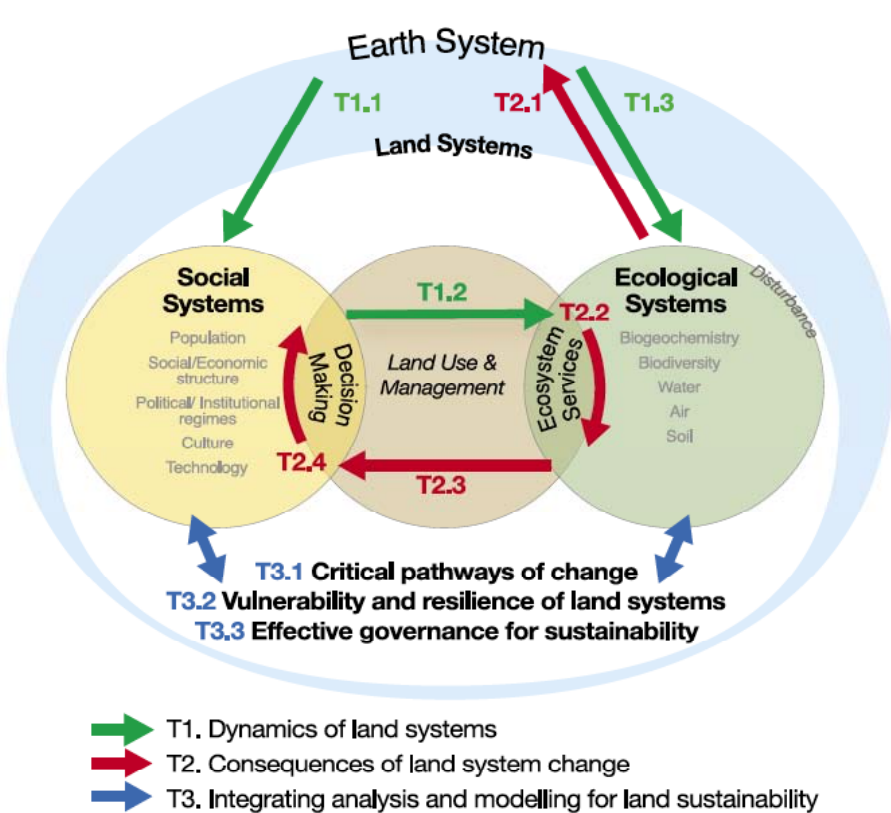 Earth System
T1.1
T2.1
T1.3
Land Systems
Social
Systems
Population
Social/Economic
structure
Political/ Institutional
regimes
Culture
Technology
Decision
Making
T1.2
Land Use &
Management
T2.3
T2.4
Ecosystem
Services
T2.2
Ecological
Systems
Disturbance
Biogeochemistry
Biodiversity
Water
Air
Soil
T3.1 Critical pathways of change
T3.2 Vulnerability and resilience of land systems
T3.3 Effective governance for sustainability
T1. Dynamics of land systems
T2. Consequences of land system change
T3. Integrating analysis and modelling for land sustainability